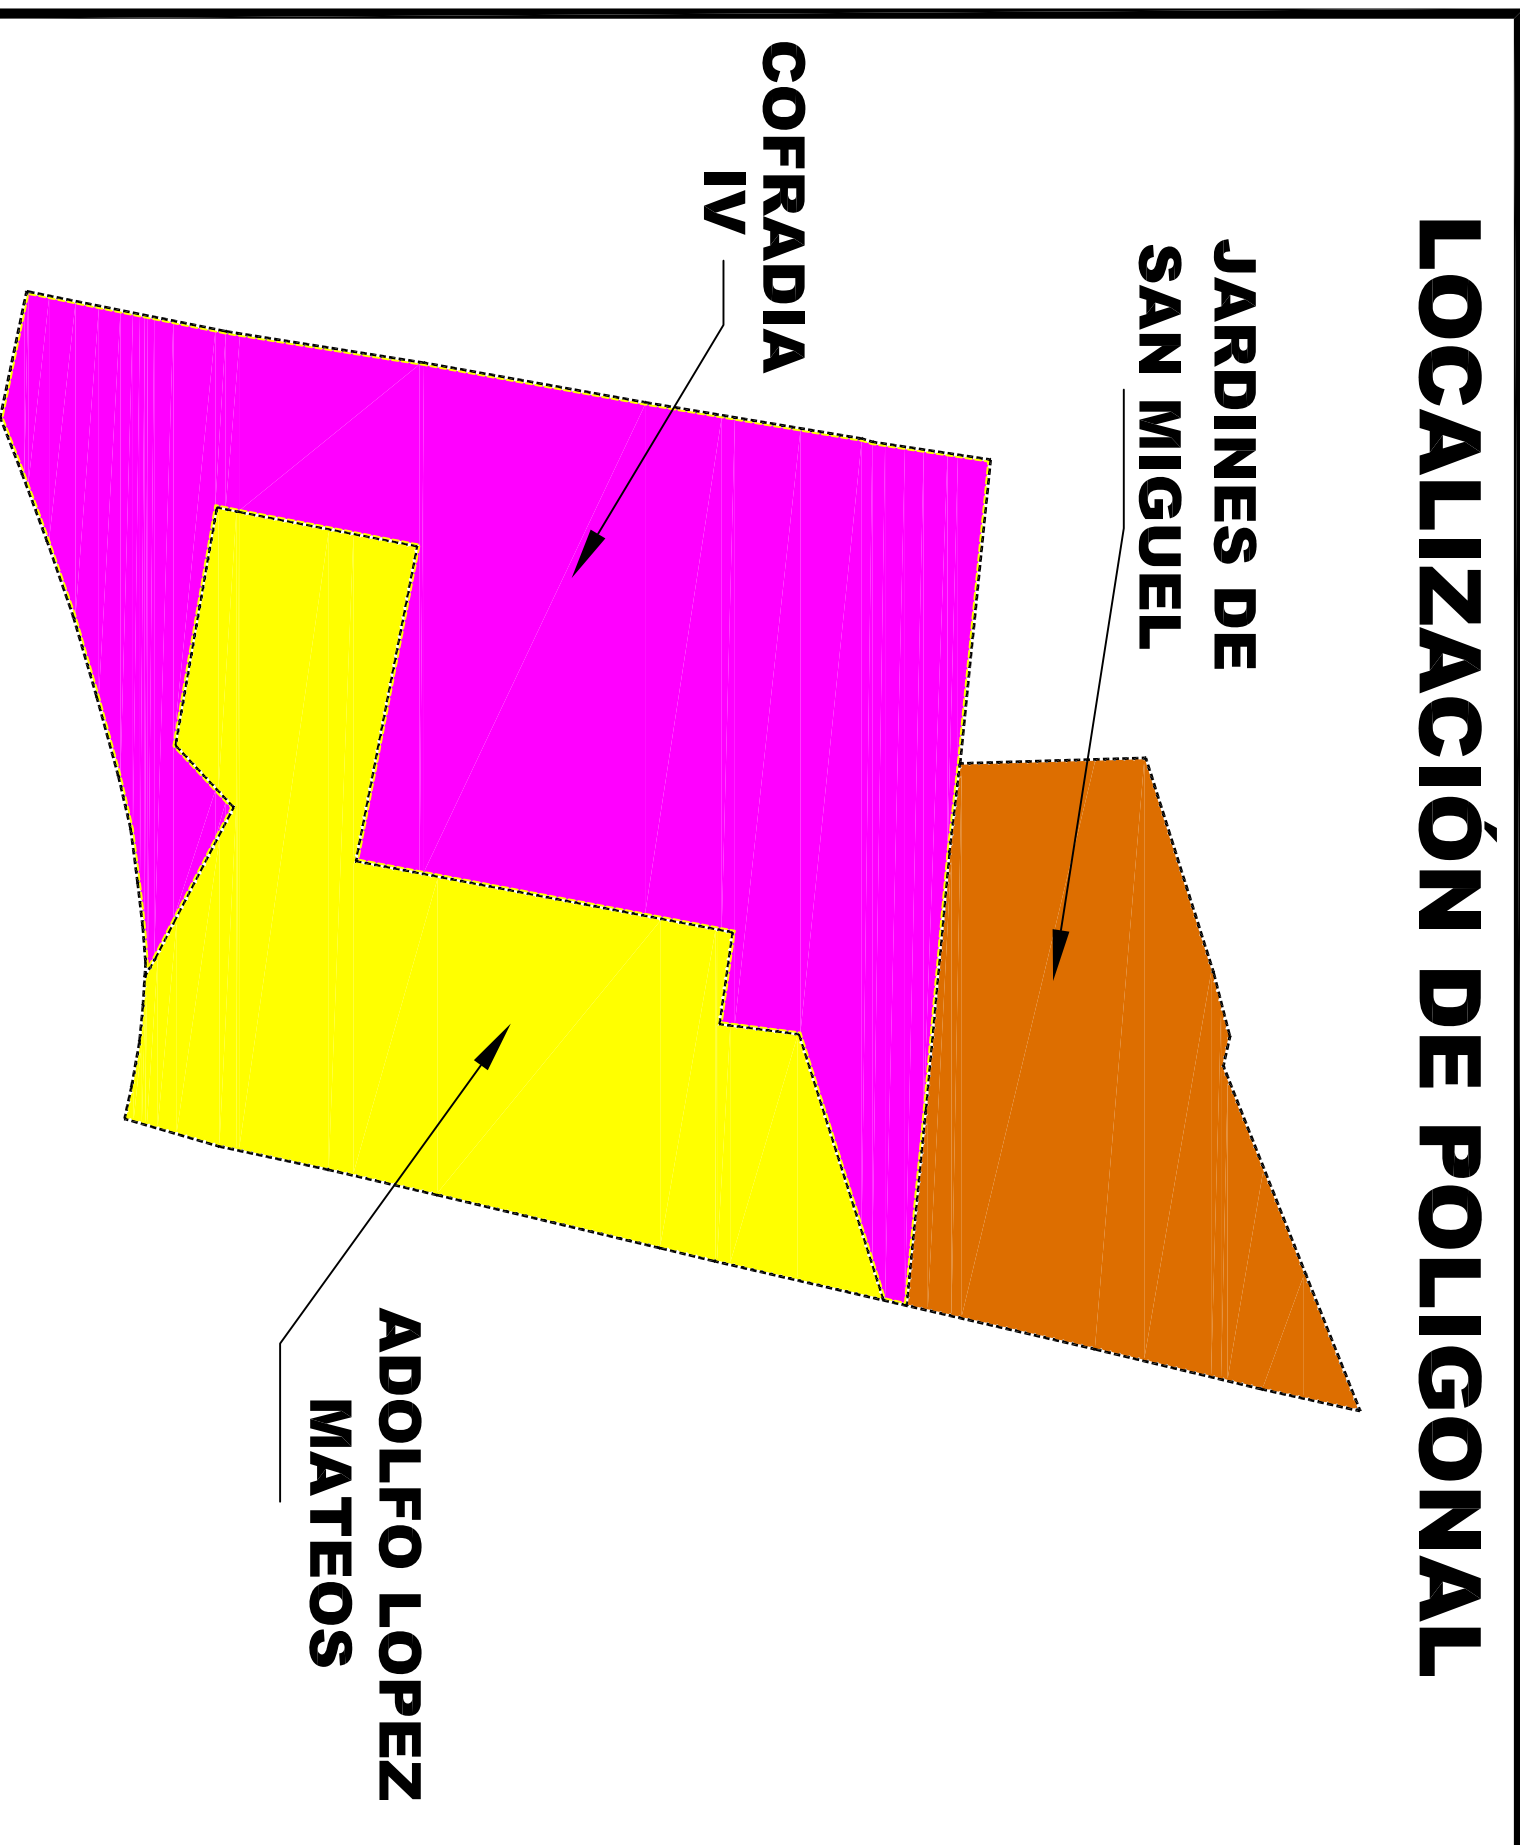 LOCALIZACIÓN DE POLIGONAL
JARDINES DE
SAN MIGUEL
COFRADIA
IV
ADOLFO LOPEZ
MATEOS